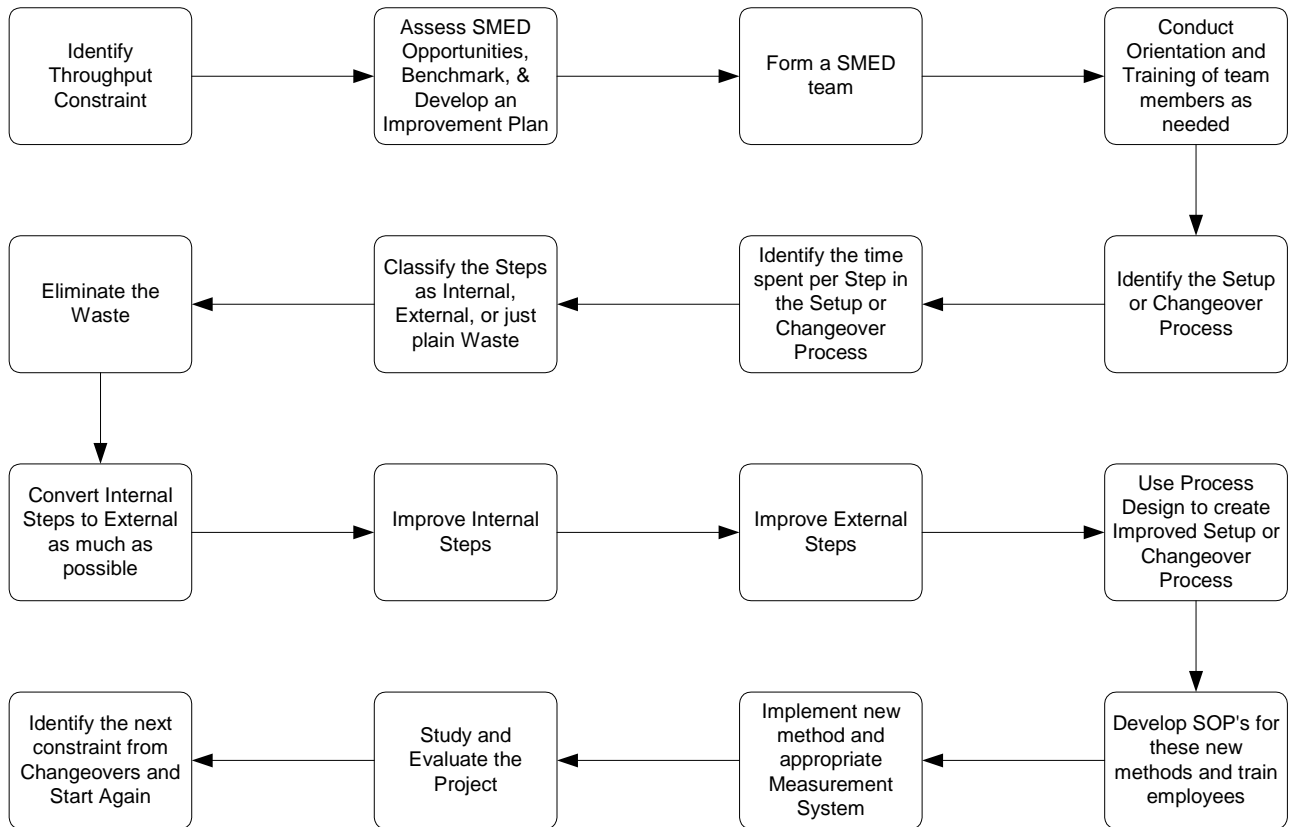 Identify
Throughput
Constraint
Assess SMED
Opportunities,
Benchmark, &
Develop an
Improvement Plan
Form a SMED
team
Conduct
Orientation and
Training of team
members as
needed
Identify the Setup
or Changeover
Process
Identify the time
spent per Step in
the Setup or
Changeover
Process
Classify the Steps
as Internal,
External, or just
plain Waste
Eliminate the
Waste
Convert Internal
Steps to External
as much as
possible
Improve Internal
Steps
Improve External
Steps
Use Process
Design to create
Improved Setup or
Changeover
Process
Develop SOP's for
these new
methods and train
employees
Implement new
method and
appropriate
Measurement
System
Study and
Evaluate the
Project
Identify the next
constraint from
Changeovers and
Start Again